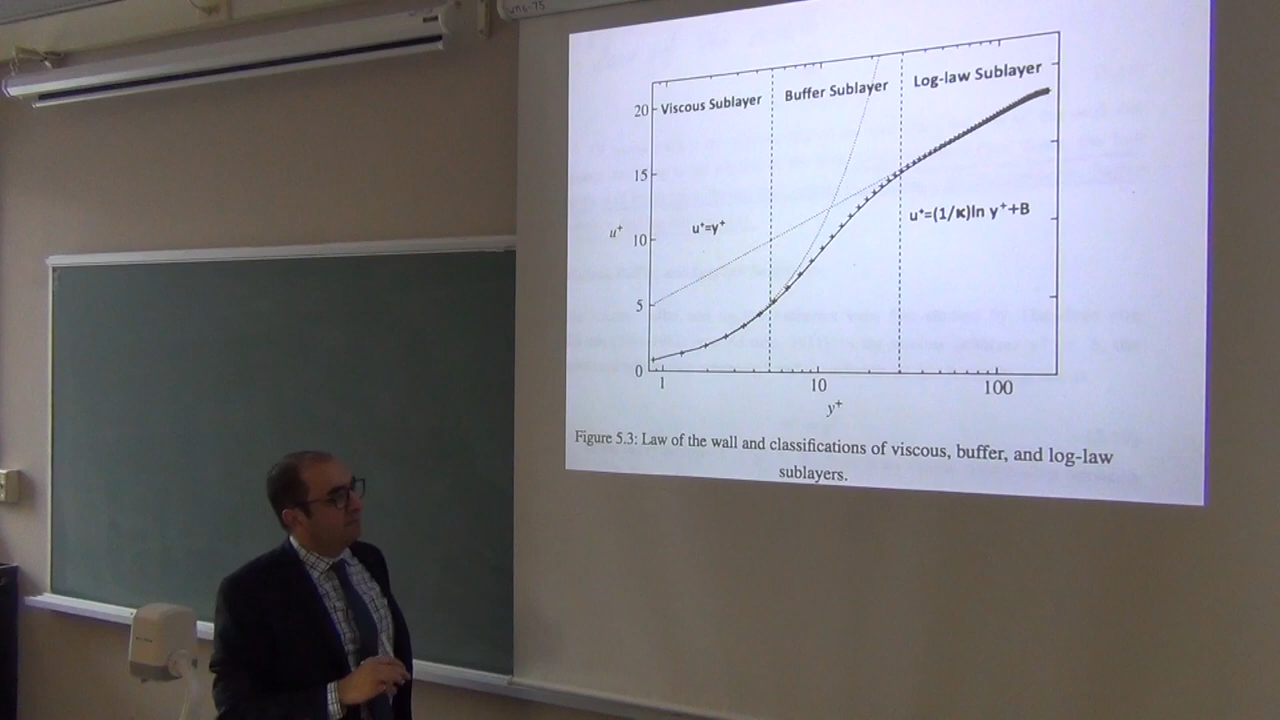 Viscous Sublayer
Buffer Sublayer
Log-law Sublayer
20
15
10
5
0
u⁺
u⁺=y⁺
u⁺=(1/κ)ln y⁺+B
1
10
100
y⁺
Figure 5.3: Law of the wall and classifications of viscous, buffer, and log-law
sublayers.